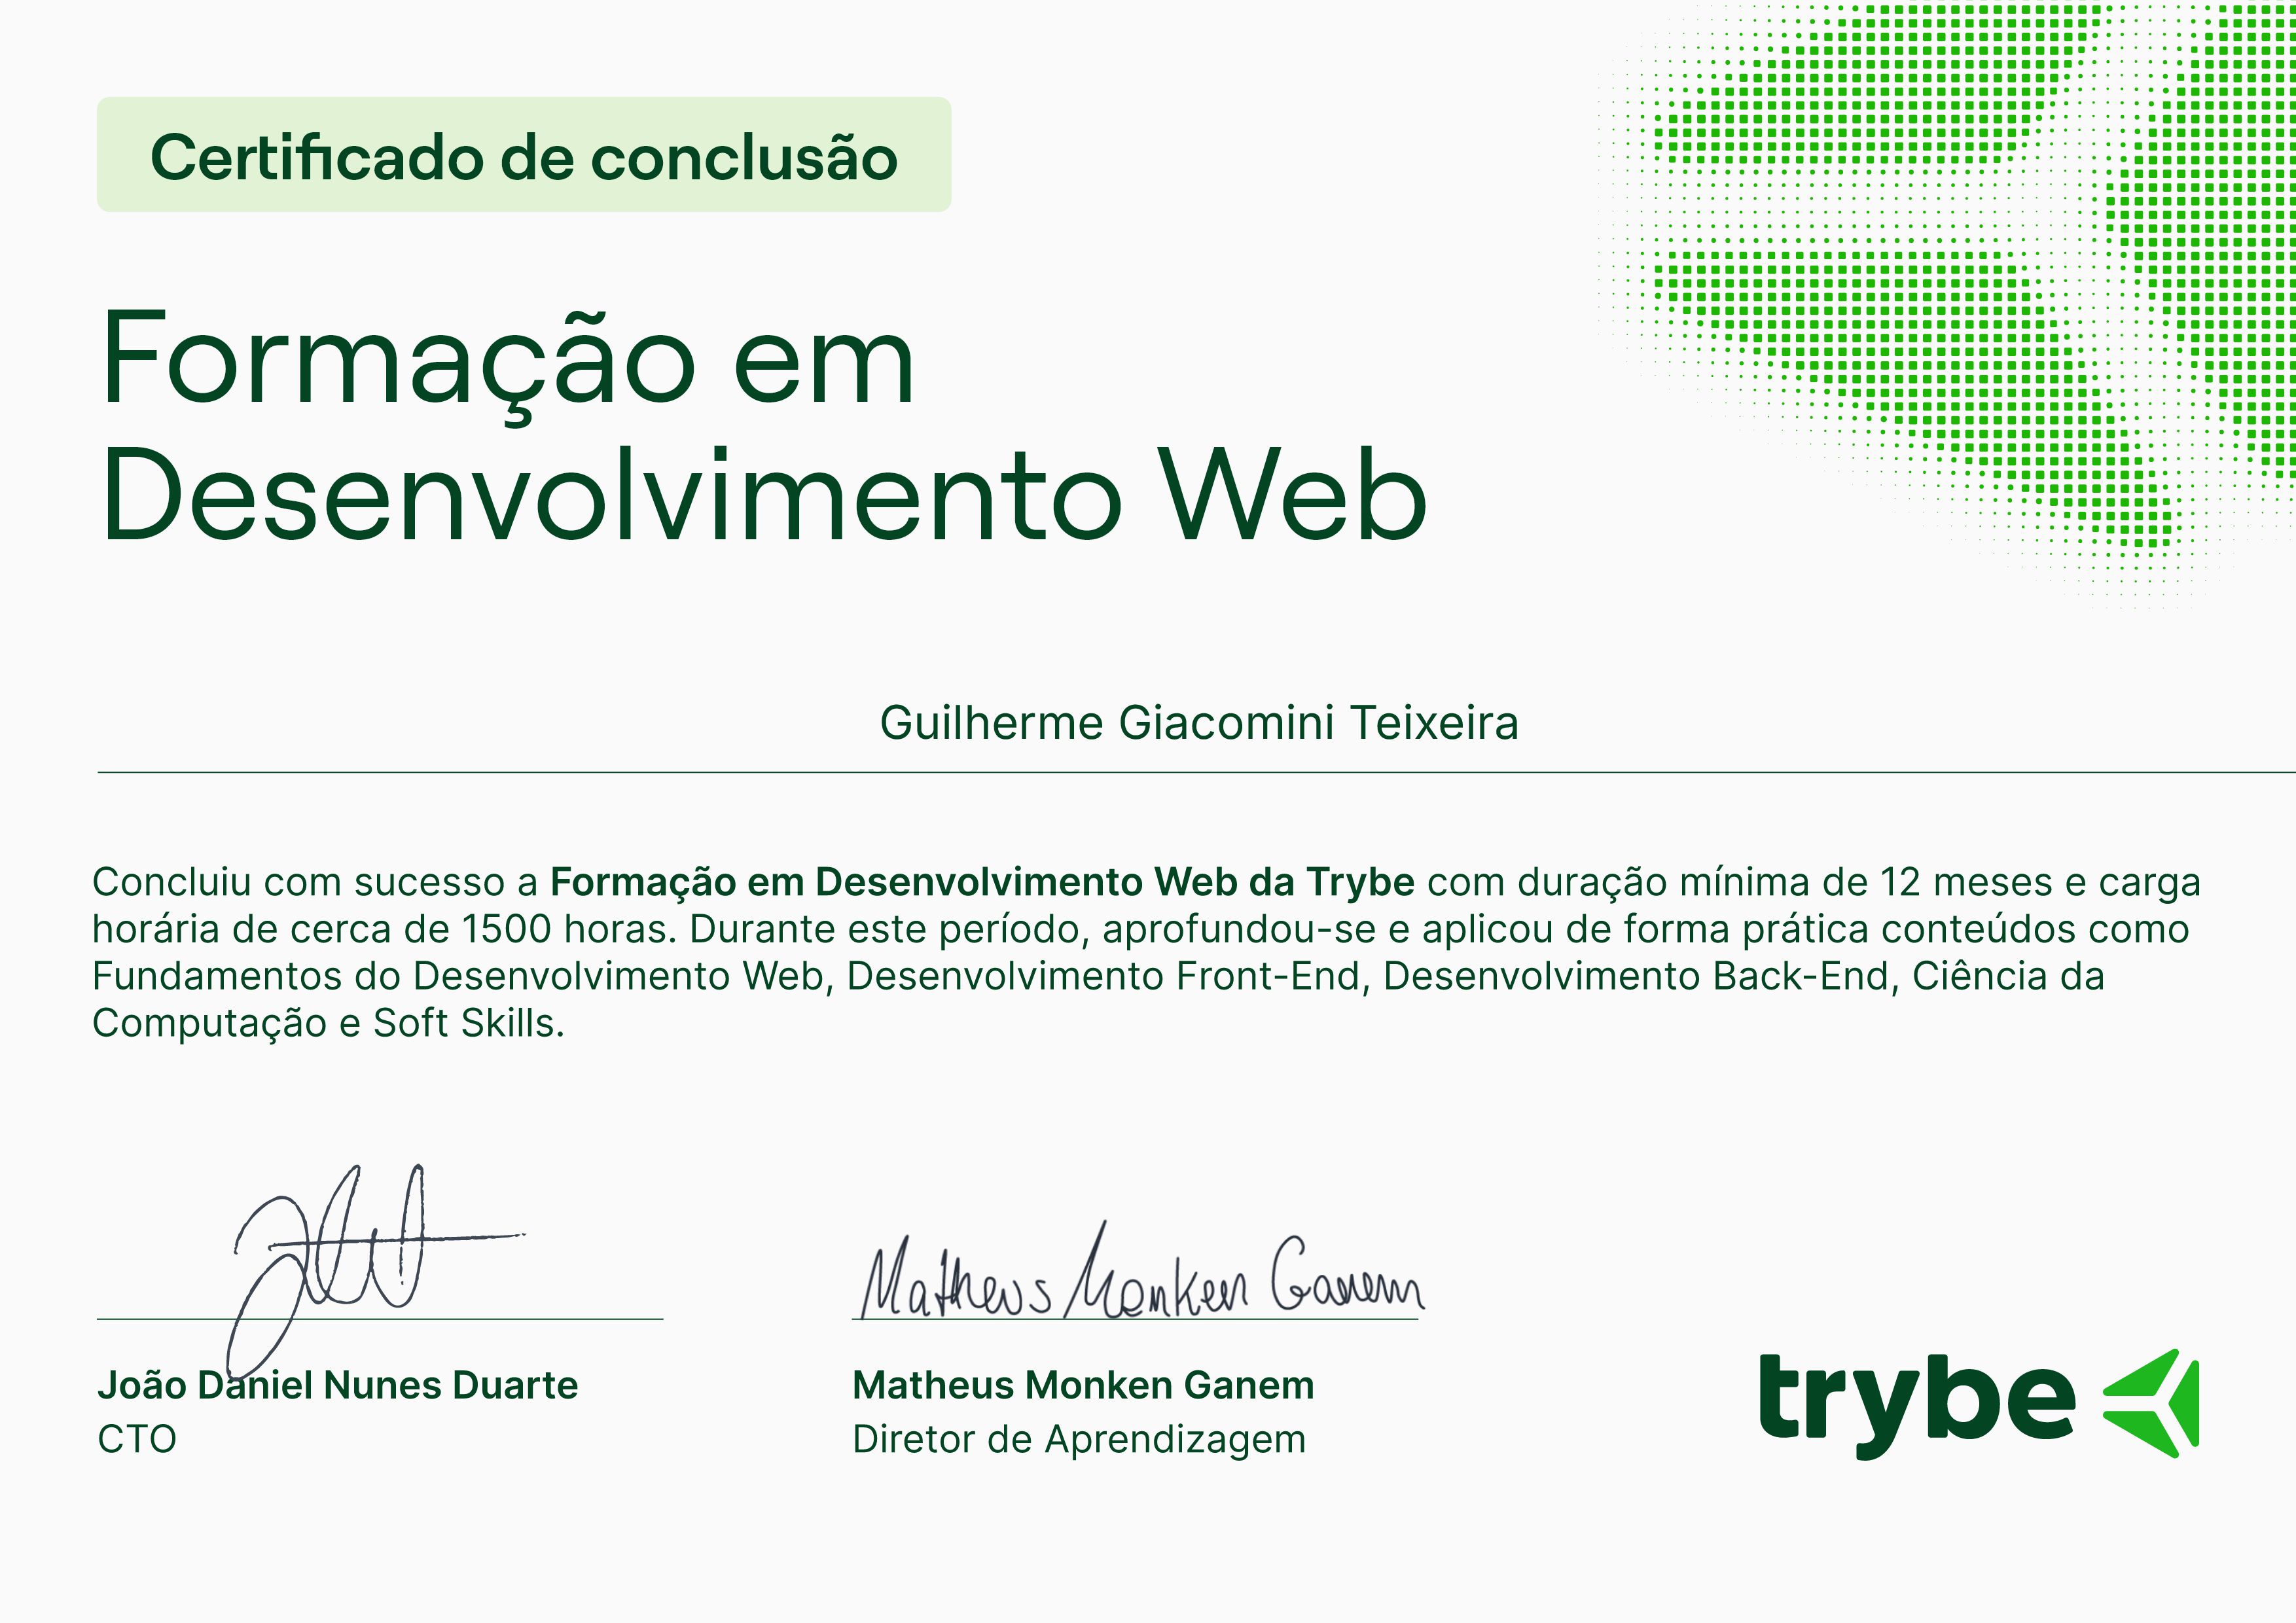 Certificado de conclusão
Formação em
Desenvolvimento Web
Guilherme Giacomini Teixeira
Concluiu com sucesso a Formação em Desenvolvimento Web da Trybe com duração mínima de 12 meses e carga
horária de cerca de 1500 horas. Durante este período, aprofundou-se e aplicou de forma prática conteúdos como
Fundamentos do Desenvolvimento Web, Desenvolvimento Front-End, Desenvolvimento Back-End, Ciência da
Computação e Soft Skills.
Matheus Monken Ganem
João Daniel Nunes Duarte
CTO
Matheus Monken Ganem
Diretor de Aprendizagem
trybe